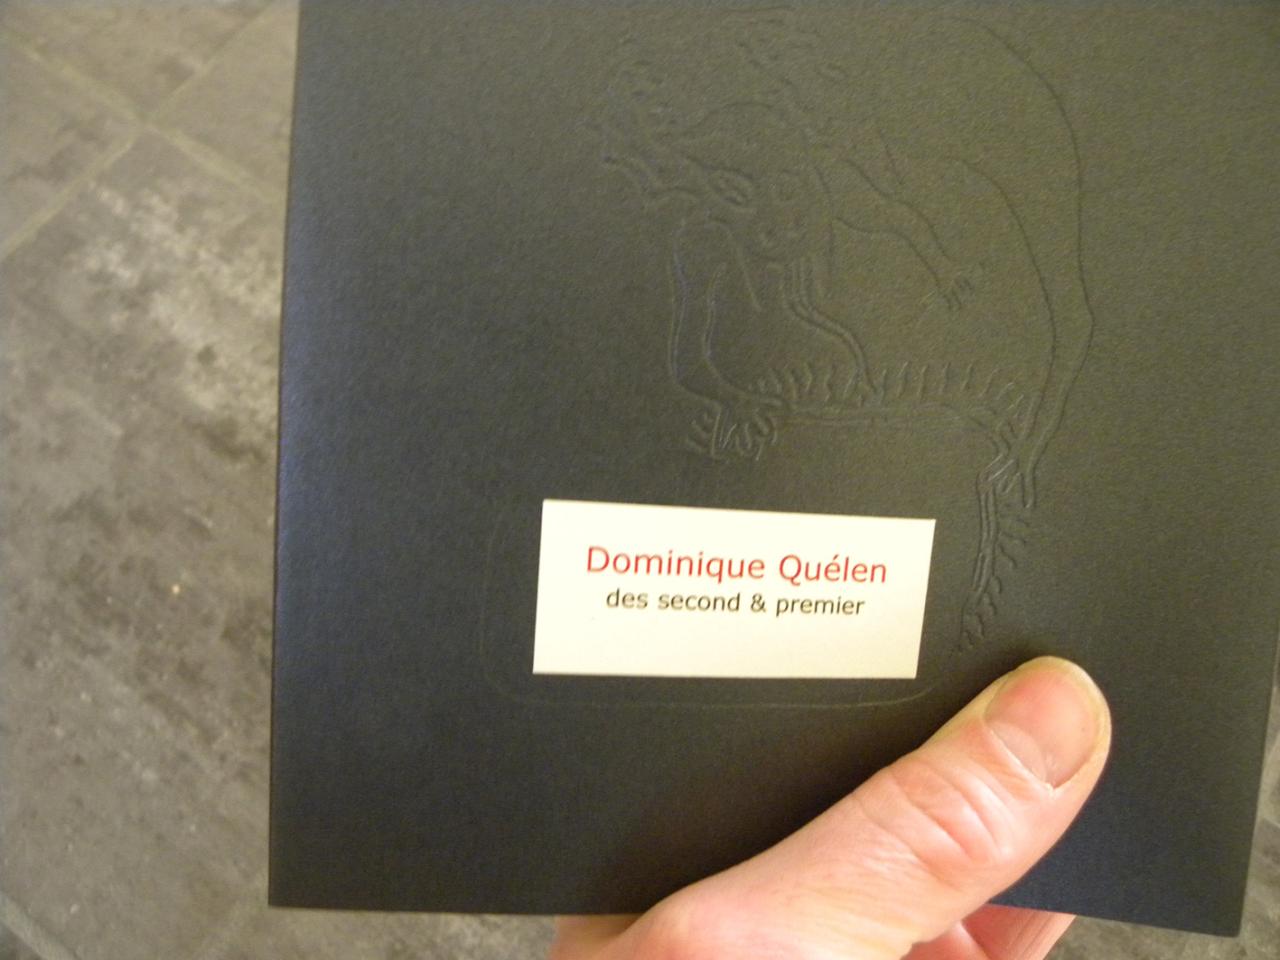 Dominique Quélen
des second & premier